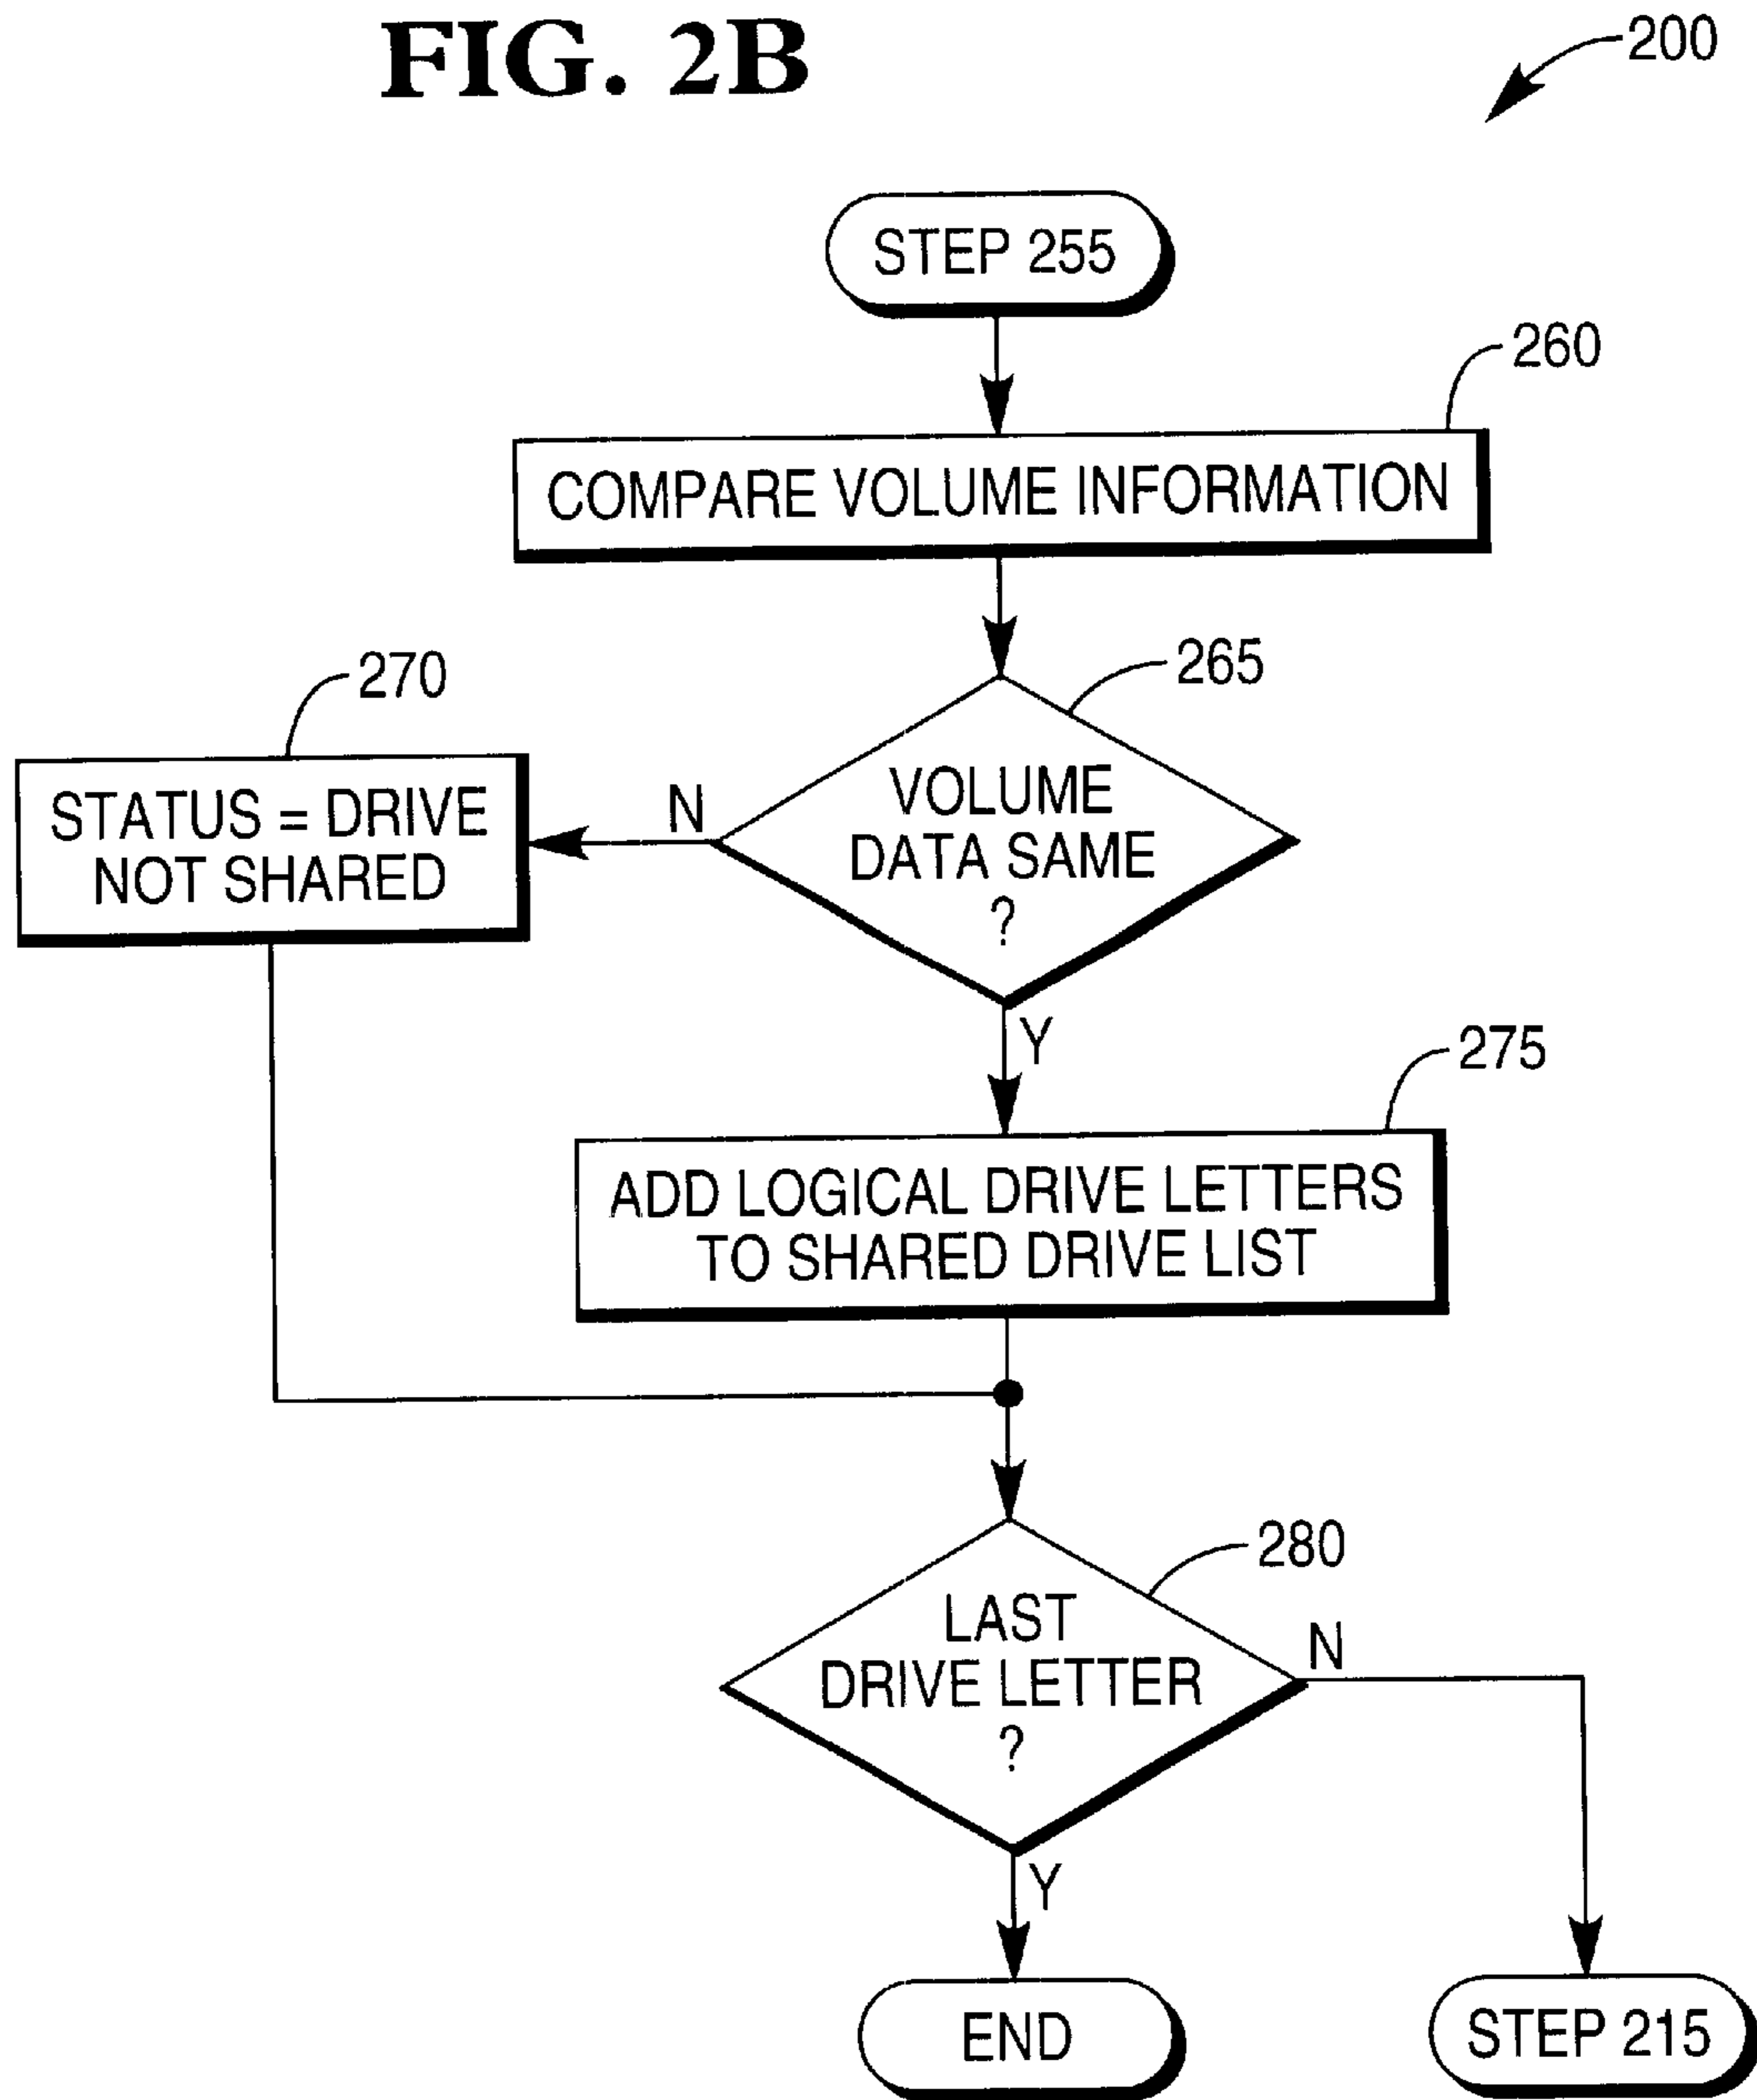 FIG. 2B
200
STEP 255
260
COMPARE VOLUME INFORMATION
265
270
VOLUME
DATA SAME
?
N
STATUS = DRIVE
NOT SHARED
Y
275
ADD LOGICAL DRIVE LETTERS
TO SHARED DRIVE LIST
280
LAST
DRIVE LETTER
?
N
Y
END
STEP 215